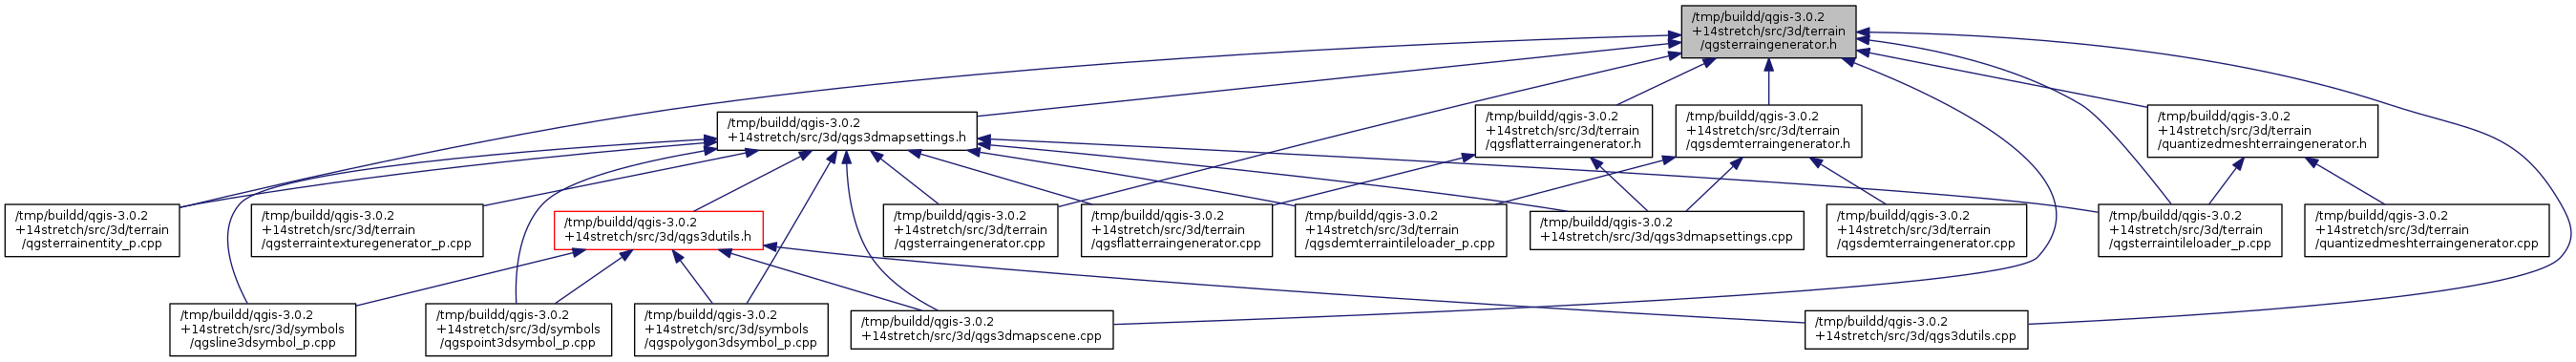 /tmp/buildd/qgis-3.0.2
+14stretch/src/3d/terrain
/qgsterraingenerator.h
/tmp/buildd/qgis-3.0.2
+14stretch/src/3d/qgs3dmapsettings.h
/tmp/buildd/qgis-3.0.2
+14stretch/src/3d/terrain
/qgsflatterraingenerator.h
/tmp/buildd/qgis-3.0.2
+14stretch/src/3d/terrain
/qgsdemterraingenerator.h
/tmp/buildd/qgis-3.0.2
+14stretch/src/3d/terrain
/quantizedmeshterraingenerator.h
/tmp/buildd/qgis-3.0.2
+14stretch/src/3d/terrain
/qgsterrainentity_p.cpp
/tmp/buildd/qgis-3.0.2
+14stretch/src/3d/terrain
/qgsterraintexturegenerator_p.cpp
/tmp/buildd/qgis-3.0.2
+14stretch/src/3d/qgs3dutils.h
/tmp/buildd/qgis-3.0.2
+14stretch/src/3d/terrain
/qgsterraingenerator.cpp
/tmp/buildd/qgis-3.0.2
+14stretch/src/3d/terrain
/qgsflatterraingenerator.cpp
/tmp/buildd/qgis-3.0.2
+14stretch/src/3d/terrain
/qgsdemterraintileloader_p.cpp
/tmp/buildd/qgis-3.0.2
+14stretch/src/3d/qgs3dmapsettings.cpp
/tmp/buildd/qgis-3.0.2
+14stretch/src/3d/terrain
/qgsdemterraingenerator.cpp
/tmp/buildd/qgis-3.0.2
+14stretch/src/3d/terrain
/qgsterraintileloader_p.cpp
/tmp/buildd/qgis-3.0.2
+14stretch/src/3d/terrain
/quantizedmeshterraingenerator.cpp
/tmp/buildd/qgis-3.0.2
+14stretch/src/3d/symbols
/qgsline3dsymbol_p.cpp
/tmp/buildd/qgis-3.0.2
+14stretch/src/3d/symbols
/qgspoint3dsymbol_p.cpp
/tmp/buildd/qgis-3.0.2
+14stretch/src/3d/symbols
/qgspolygon3dsymbol_p.cpp
/tmp/buildd/qgis-3.0.2
+14stretch/src/3d/qgs3dmapscene.cpp
/tmp/buildd/qgis-3.0.2
+14stretch/src/3d/qgs3dutils.cpp